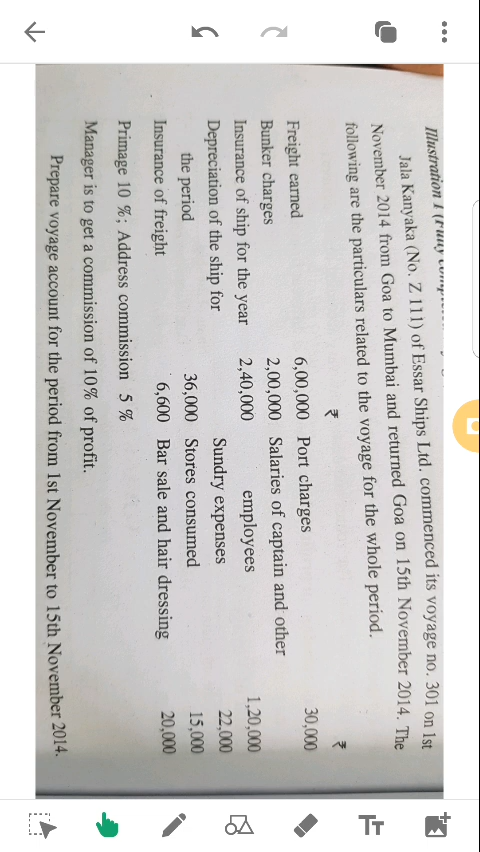 Illustration 1
Jala Kanyaka (No. Z 111) of Essar Ships Ltd. commenced its voyage no. 301 on 1st
November 2014 from Goa to Mumbai and returned Goa on 15th November 2014. The
following are the particulars related to the voyage for the whole period.
₹ ₹
Freight earned 6,00,000 Port charges 30,000
Bunker charges 2,00,000 Salaries of captain and other
Insurance of ship for the year 2,40,000 employees 1,20,000
Depreciation of the ship for Sundry expenses 22,000
the period 36,000 Stores consumed 15,000
Insurance of freight 6,600 Bar sale and hair dressing 20,000
Primage 10 %; Address commission 5 %
Manager is to get a commission of 10% of profit.
Prepare voyage account for the period from 1st November to 15th November 2014.
TT